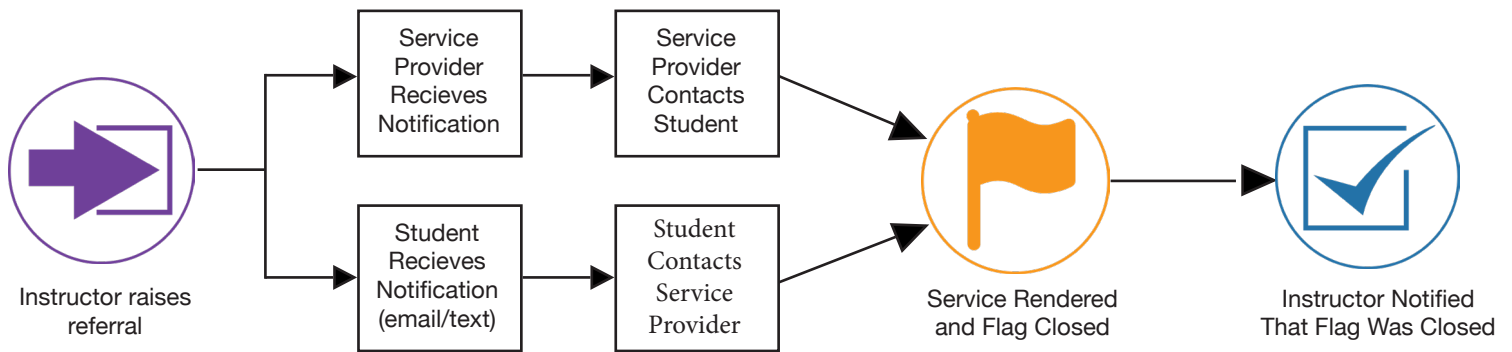 Instructor raises
referral
Service
Provider
Recieves
Notification
Service
Provider
Contacts
Student
Student
Recieves
Notification
(email/text)
Student
Contacts
Service
Provider
Service Rendered
and Flag Closed
Instructor Notified
That Flag Was Closed